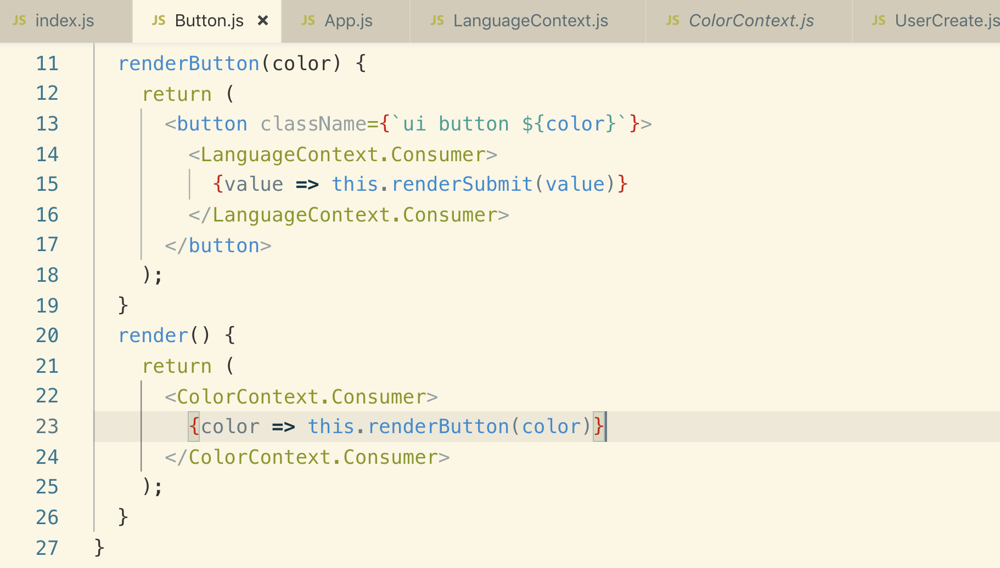 JS index.js JS Button.js × JS App.js JS LanguageContext.js JS ColorContext.js JS UserCreate.js
11 renderButton(color) {
12 return (
13 <button className={`ui button ${color}`}>
14 <LanguageContext.Consumer>
15 {value => this.renderSubmit(value)}
16 </LanguageContext.Consumer>
17 </button>
18 );
19 }
20 render() {
21 return (
22 <ColorContext.Consumer>
23 {color => this.renderButton(color)}
24 </ColorContext.Consumer>
25 );
26 }
27 }